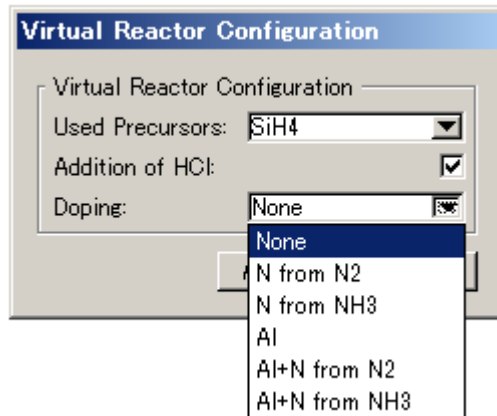 Virtual Reactor Configuration
Virtual Reactor Configuration
Used Precursors: SiH4
Addition of HCl:
Doping: None
None
N from N2
N from NH3
Al
Al+N from N2
Al+N from NH3